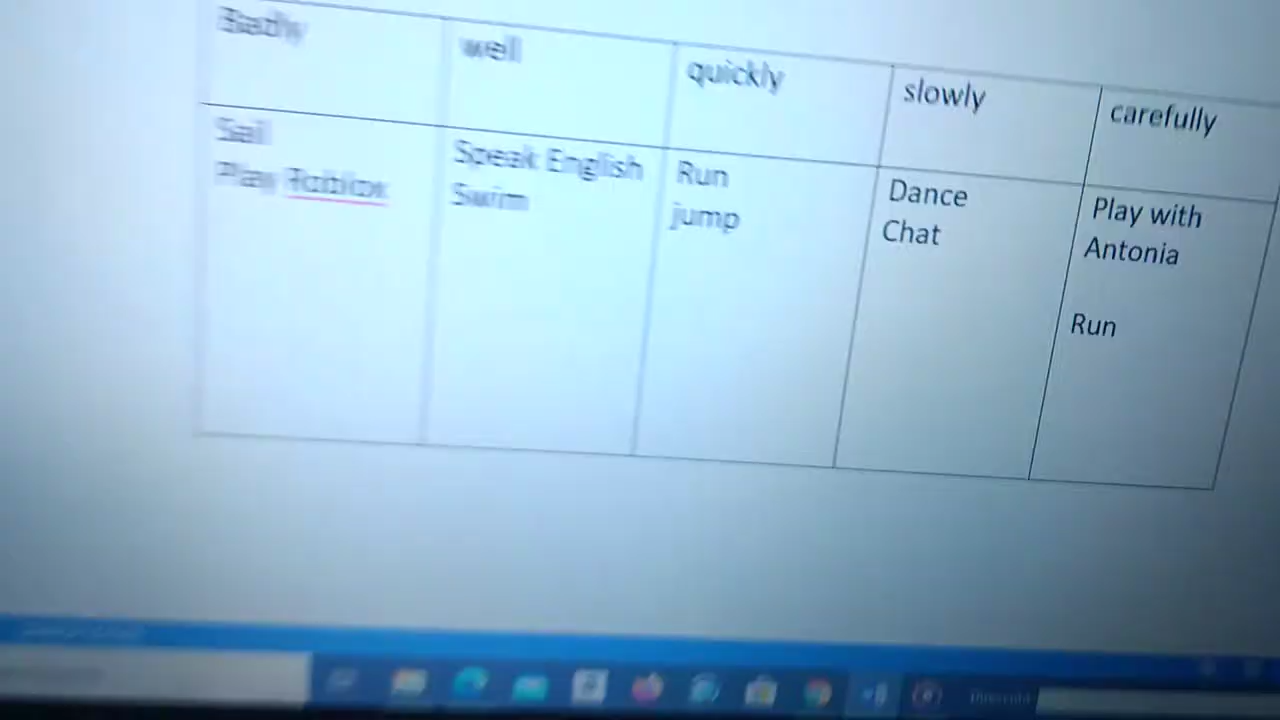 Badly
well
quickly
slowly
carefully
Sail
Play Roblox
Speak English
Swim
Run
jump
Dance
Chat
Play with
Antonia
Run